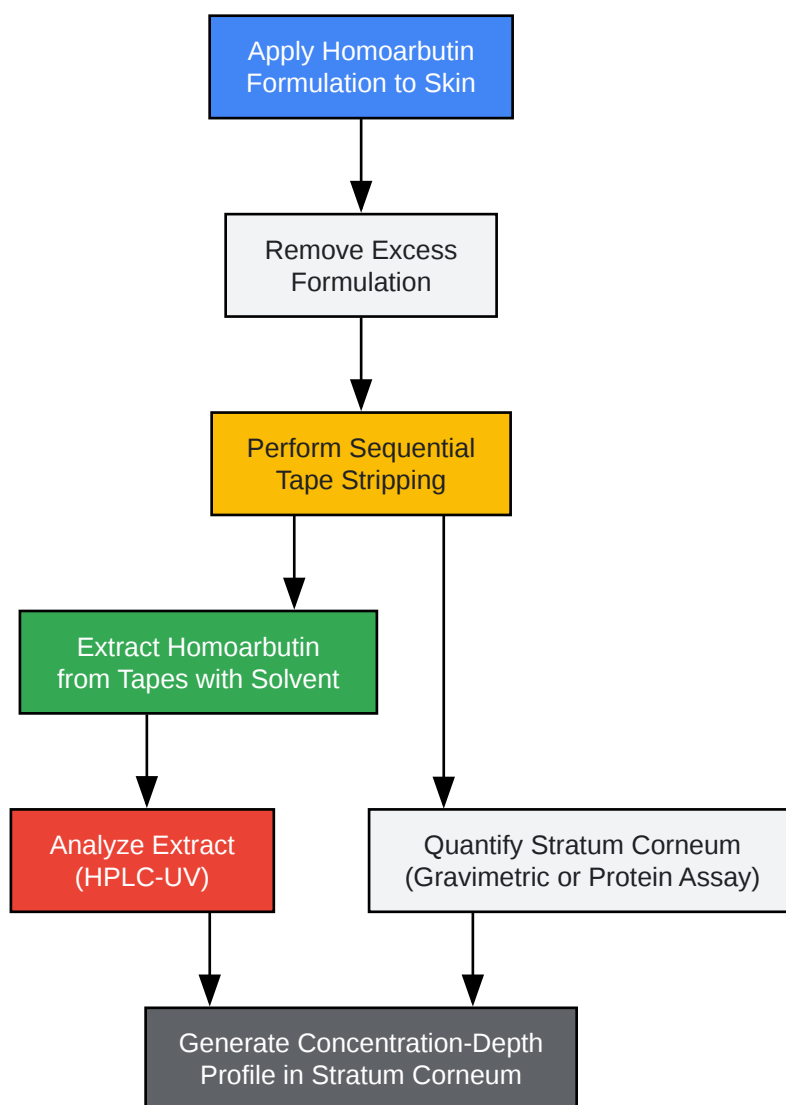 Apply Homoarbutin
Formulation to Skin
Remove Excess
Formulation
Perform Sequential
Tape Stripping
Extract Homoarbutin
from Tapes with Solvent
Analyze Extract
(HPLC-UV)
Quantify Stratum Corneum
(Gravimetric or Protein Assay)
Generate Concentration-Depth
Profile in Stratum Corneum